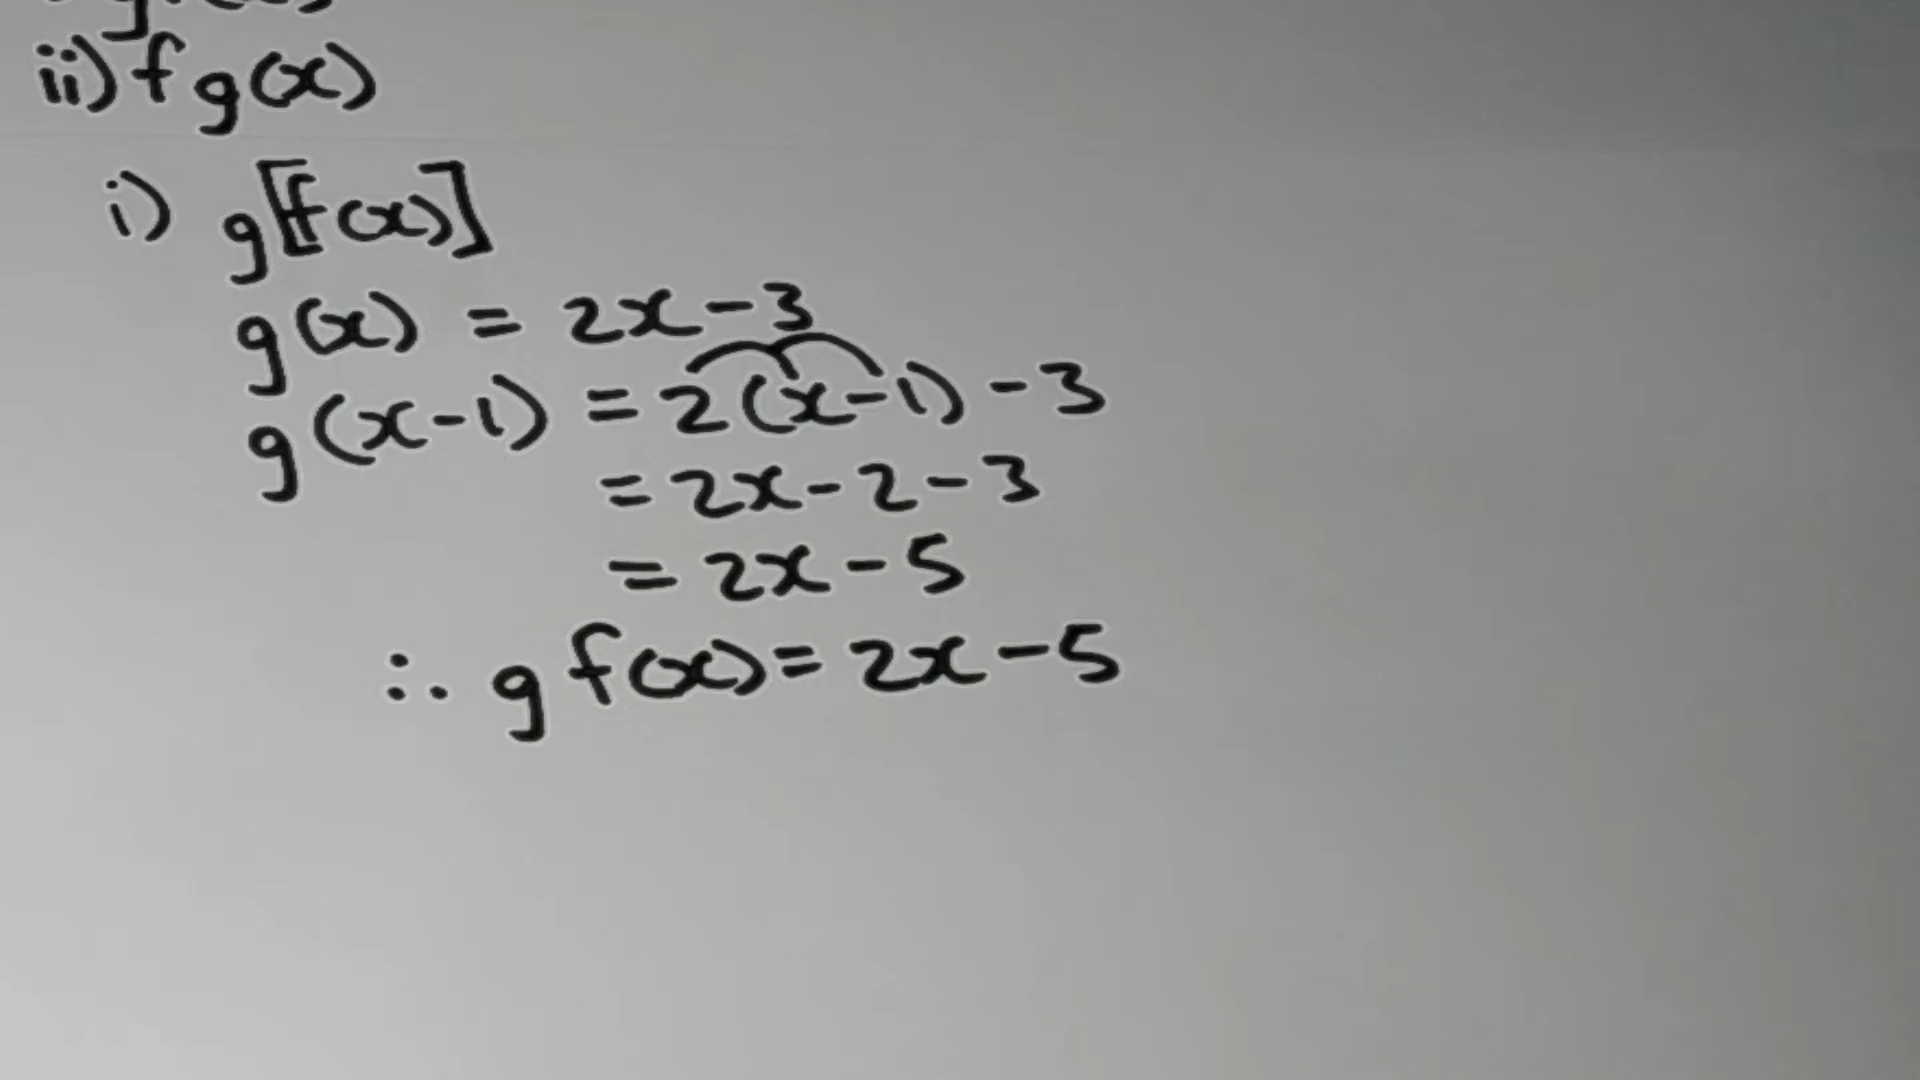 ii) fg(x)
i) g[f(x)]
g(x) = 2x - 3
g(x-1) = 2(x-1) - 3
= 2x - 2 - 3
= 2x - 5
∴ gf(x) = 2x - 5